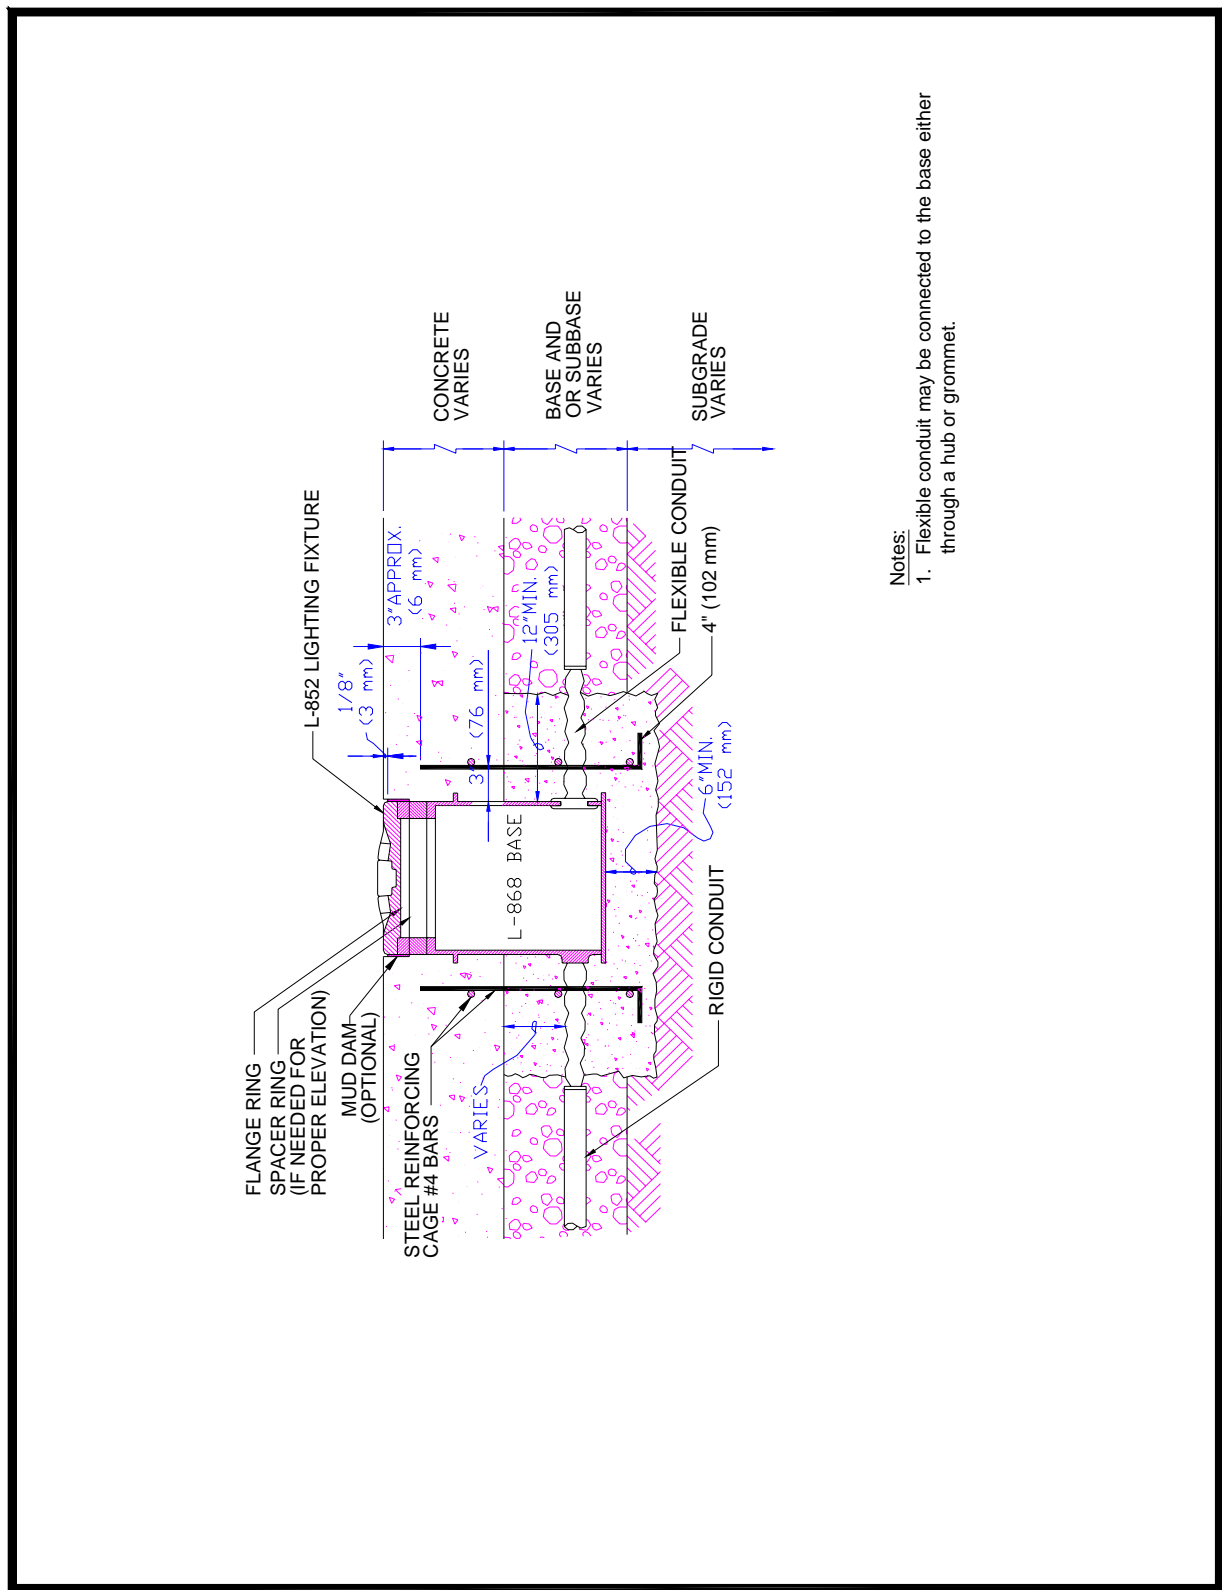 L-852 LIGHTING FIXTURE
1/8"
(3 mm)
3"APPROX.
(6 mm)
FLANGE RING
SPACER RING
(IF NEEDED FOR
PROPER ELEVATION)
MUD DAM
(OPTIONAL)
STEEL REINFORCING
CAGE #4 BARS
VARIES
L-868 BASE
3" (76 mm)
12"MIN.
(305 mm)
CONCRETE
VARIES
BASE AND
OR SUBBASE
VARIES
SUBGRADE
VARIES
FLEXIBLE CONDUIT
4" (102 mm)
6"MIN.
(152 mm)
RIGID CONDUIT
Notes:
1. Flexible conduit may be connected to the base either
through a hub or grommet.